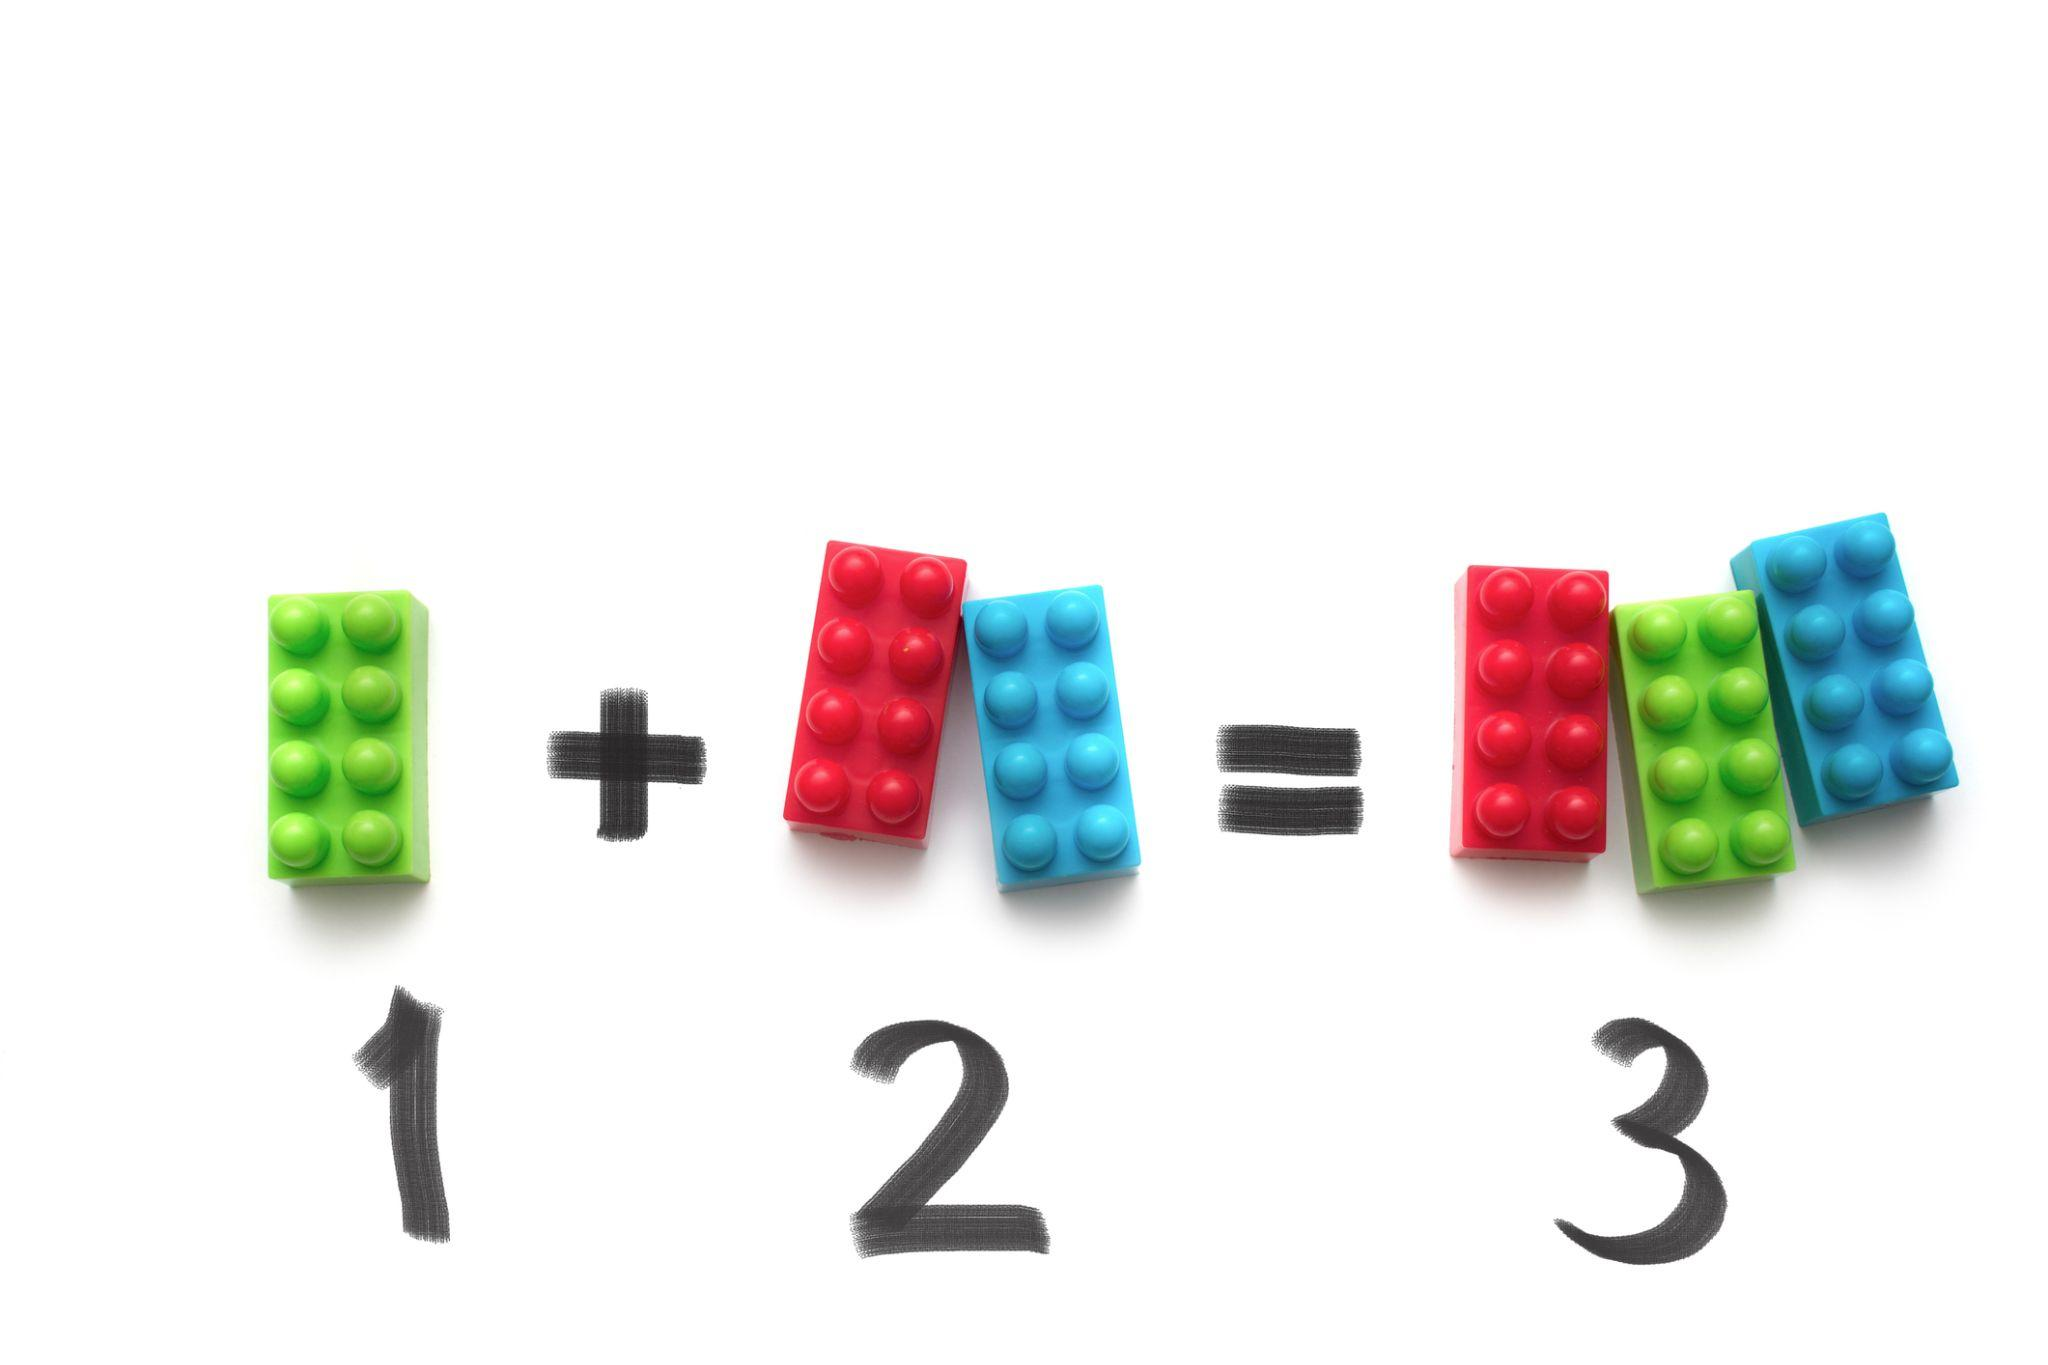 + =
1 2 3